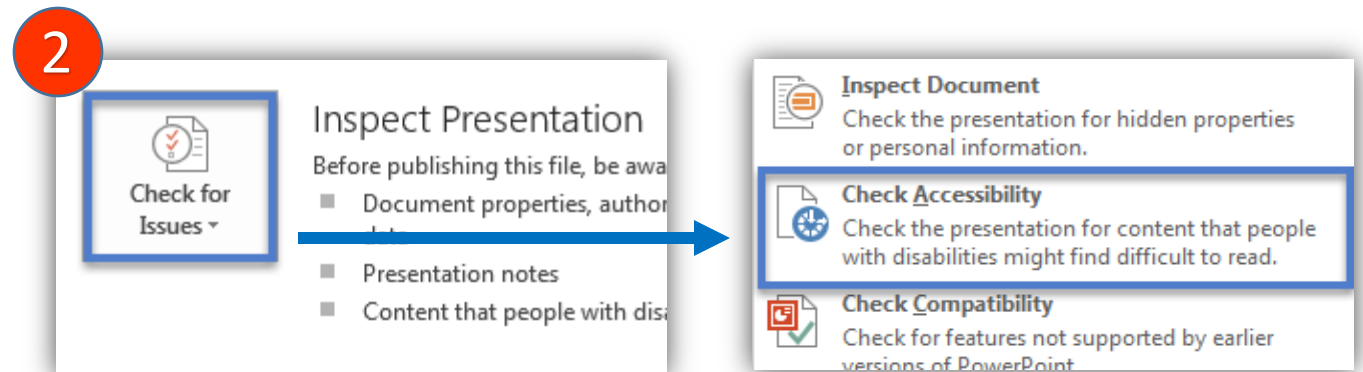 2
Check for
Issues
Inspect Presentation
Before publishing this file, be awa
Document properties, author
Presentation notes
Content that people with disa
Inspect Document
Check the presentation for hidden properties
or personal information.
Check Accessibility
Check the presentation for content that people
with disabilities might find difficult to read.
Check Compatibility
Check for features not supported by earlier
versions of PowerPoint